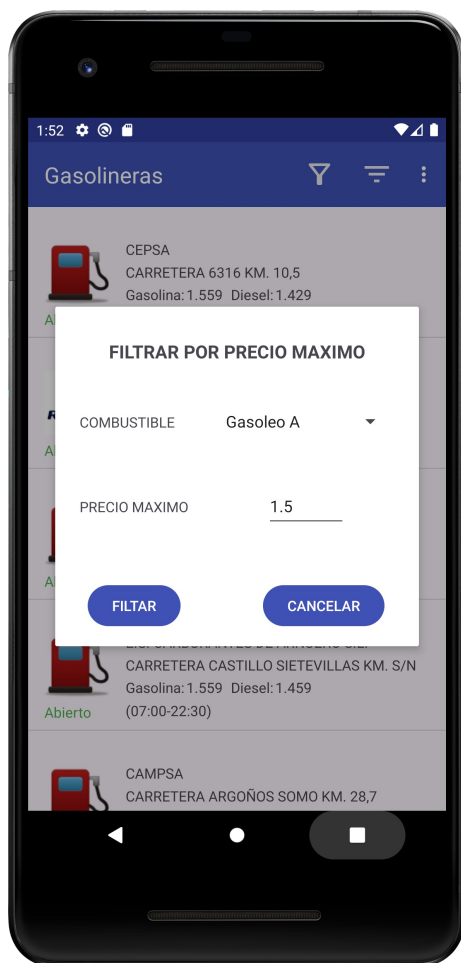 1:52
Gasolineras
CEPSA
CARRETERA 6316 KM. 10,5
Gasolina: 1.559 Diesel: 1.429
FILTRAR POR PRECIO MAXIMO
COMBUSTIBLE Gasoleo A
PRECIO MAXIMO 1.5
FILTAR CANCELAR
CARRETERA CASTILLO SIETEVILLAS KM. S/N
Gasolina: 1.559 Diesel: 1.459
Abierto (07:00-22:30)
CAMPSA
CARRETERA ARGOÑOS SOMO KM. 28,7